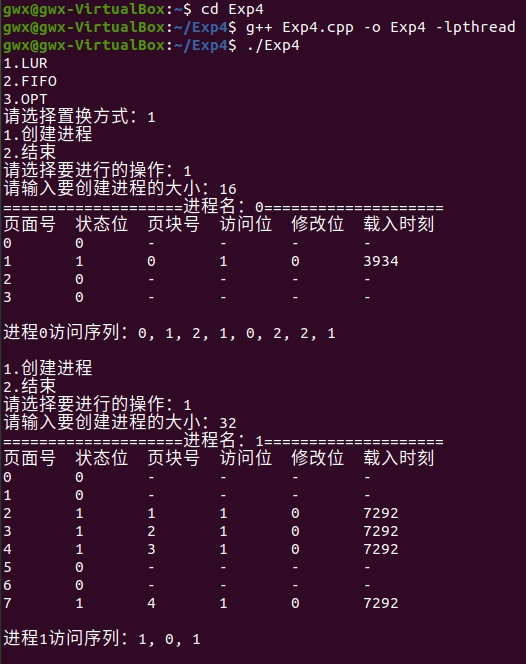 gwx@gwx-VirtualBox:~$ cd Exp4
gwx@gwx-VirtualBox:~/Exp4$ g++ Exp4.cpp -o Exp4 -lpthread
gwx@gwx-VirtualBox:~/Exp4$ ./Exp4
1.LUR
2.FIFO
3.OPT
请选择置换方式：1
1.创建进程
2.结束
请选择要进行的操作：1
请输入要创建进程的大小：16
====================进程名：0====================
页面号 状态位 页块号 访问位 修改位 载入时刻
0 0 - - - -
1 1 0 1 0 3934
2 0 - - - -
3 0 - - - -
进程0访问序列：0, 1, 2, 1, 0, 2, 2, 1
1.创建进程
2.结束
请选择要进行的操作：1
请输入要创建进程的大小：32
====================进程名：1====================
页面号 状态位 页块号 访问位 修改位 载入时刻
0 0 - - - -
1 0 - - - -
2 1 1 1 0 7292
3 1 2 1 0 7292
4 1 3 1 0 7292
5 0 - - - -
6 0 - - - -
7 1 4 1 0 7292
进程1访问序列：1, 0, 1